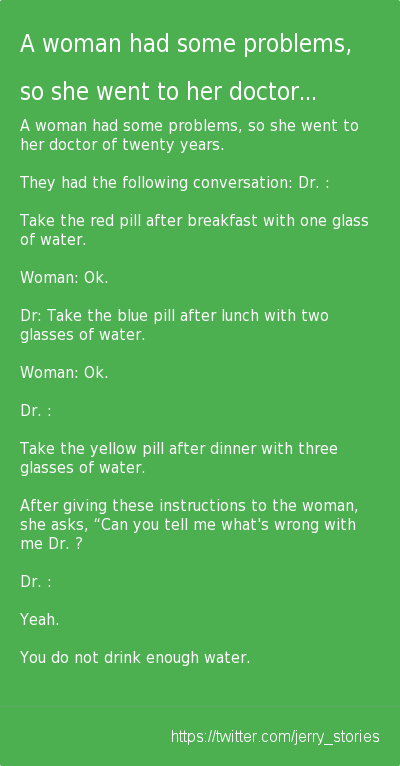 A woman had some problems,
so she went to her doctor...
A woman had some problems, so she went to
her doctor of twenty years.
They had the following conversation: Dr. :
Take the red pill after breakfast with one glass
of water.
Woman: Ok.
Dr: Take the blue pill after lunch with two
glasses of water.
Woman: Ok.
Dr. :
Take the yellow pill after dinner with three
glasses of water.
After giving these instructions to the woman,
she asks, “Can you tell me what's wrong with
me Dr. ?
Dr. :
Yeah.
You do not drink enough water.
https://twitter.com/jerry_stories